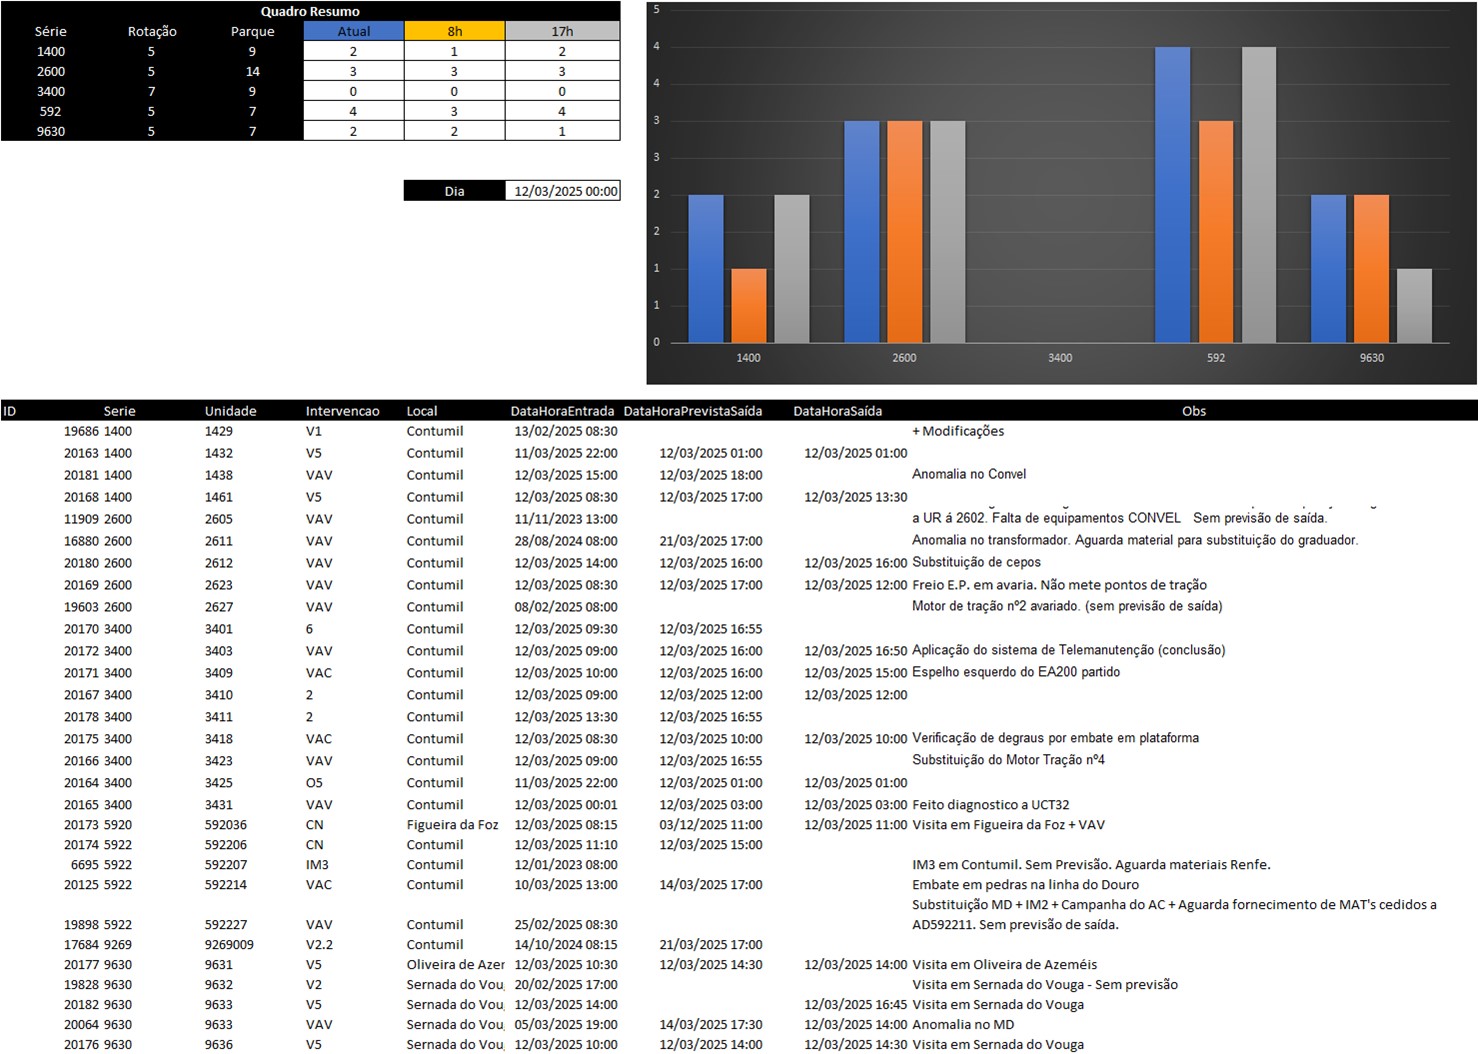 Quadro Resumo
Série Rotação Parque Atual 8h 17h
1400 5 9 2 1 2
2600 5 14 3 3 3
3400 7 9 0 0 0
592 5 7 4 3 4
9630 5 7 2 2 1
Dia 12/03/2025 00:00
5
4
4
3
3
2
2
1
1
0
1400 2600 3400 592 9630
ID Serie Unidade Intervencao Local DataHoraEntrada DataHoraPrevistaSaída DataHoraSaída Obs
19686 1400 1429 V1 Contumil 13/02/2025 08:30 + Modificações
20163 1400 1432 V5 Contumil 11/03/2025 22:00 12/03/2025 01:00 12/03/2025 01:00
20181 1400 1438 VAV Contumil 12/03/2025 15:00 12/03/2025 18:00 Anomalia no Convel
20168 1400 1461 V5 Contumil 12/03/2025 08:30 12/03/2025 17:00 12/03/2025 13:30
11909 2600 2605 VAV Contumil 11/11/2023 13:00 a UR á 2602. Falta de equipamentos CONVEL Sem previsão de saída.
16880 2600 2611 VAV Contumil 28/08/2024 08:00 21/03/2025 17:00 Anomalia no transformador. Aguarda material para substituição do graduador.
20180 2600 2612 VAV Contumil 12/03/2025 14:00 12/03/2025 16:00 12/03/2025 16:00 Substituição de cepos
20169 2600 2623 VAV Contumil 12/03/2025 08:30 12/03/2025 17:00 12/03/2025 12:00 Freio E.P. em avaria. Não mete pontos de tração
19603 2600 2627 VAV Contumil 08/02/2025 08:00 Motor de tração nº2 avariado. (sem previsão de saída)
20170 3400 3401 6 Contumil 12/03/2025 09:30 12/03/2025 16:55
20172 3400 3403 VAV Contumil 12/03/2025 09:00 12/03/2025 16:00 12/03/2025 16:50 Aplicação do sistema de Telemanutenção (conclusão)
20171 3400 3409 VAC Contumil 12/03/2025 10:00 12/03/2025 16:00 12/03/2025 15:00 Espelho esquerdo do EA200 partido
20167 3400 3410 2 Contumil 12/03/2025 09:00 12/03/2025 12:00 12/03/2025 12:00
20178 3400 3411 2 Contumil 12/03/2025 13:30 12/03/2025 16:55
20175 3400 3418 VAC Contumil 12/03/2025 08:30 12/03/2025 10:00 12/03/2025 10:00 Verificação de degraus por embate em plataforma
20166 3400 3423 VAV Contumil 12/03/2025 09:00 12/03/2025 16:55 Substituição do Motor Tração nº4
20164 3400 3425 O5 Contumil 11/03/2025 22:00 12/03/2025 01:00 12/03/2025 01:00
20165 3400 3431 VAV Contumil 12/03/2025 00:01 12/03/2025 03:00 12/03/2025 03:00 Feito diagnostico a UCT32
20173 5920 592036 CN Figueira da Foz 12/03/2025 08:15 03/12/2025 11:00 12/03/2025 11:00 Visita em Figueira da Foz + VAV
20174 5922 592206 CN Contumil 12/03/2025 11:10 12/03/2025 15:00
6695 5922 592207 IM3 Contumil 12/01/2023 08:00 IM3 em Contumil. Sem Previsão. Aguarda materiais Renfe.
20125 5922 592214 VAC Contumil 10/03/2025 13:00 14/03/2025 17:00 Embate em pedras na linha do Douro
Substituição MD + IM2 + Campanha do AC + Aguarda fornecimento de MAT's cedidos a
19898 5922 592227 VAV Contumil 25/02/2025 08:30 AD592211. Sem previsão de saída.
17684 9269 9269009 V2.2 Contumil 14/10/2024 08:15 21/03/2025 17:00
20177 9630 9631 V5 Oliveira de Azer 12/03/2025 10:30 12/03/2025 14:30 12/03/2025 14:00 Visita em Oliveira de Azeméis
19828 9630 9632 V2 Sernada do Vou 20/02/2025 17:00 Visita em Sernada do Vouga - Sem previsão
20182 9630 9633 V5 Sernada do Vou 12/03/2025 14:00 12/03/2025 16:45 Visita em Sernada do Vouga
20064 9630 9633 VAV Sernada do Vou 05/03/2025 19:00 14/03/2025 17:30 12/03/2025 14:00 Anomalia no MD
20176 9630 9636 V5 Sernada do Vou 12/03/2025 10:00 12/03/2025 14:00 12/03/2025 14:30 Visita em Sernada do Vouga